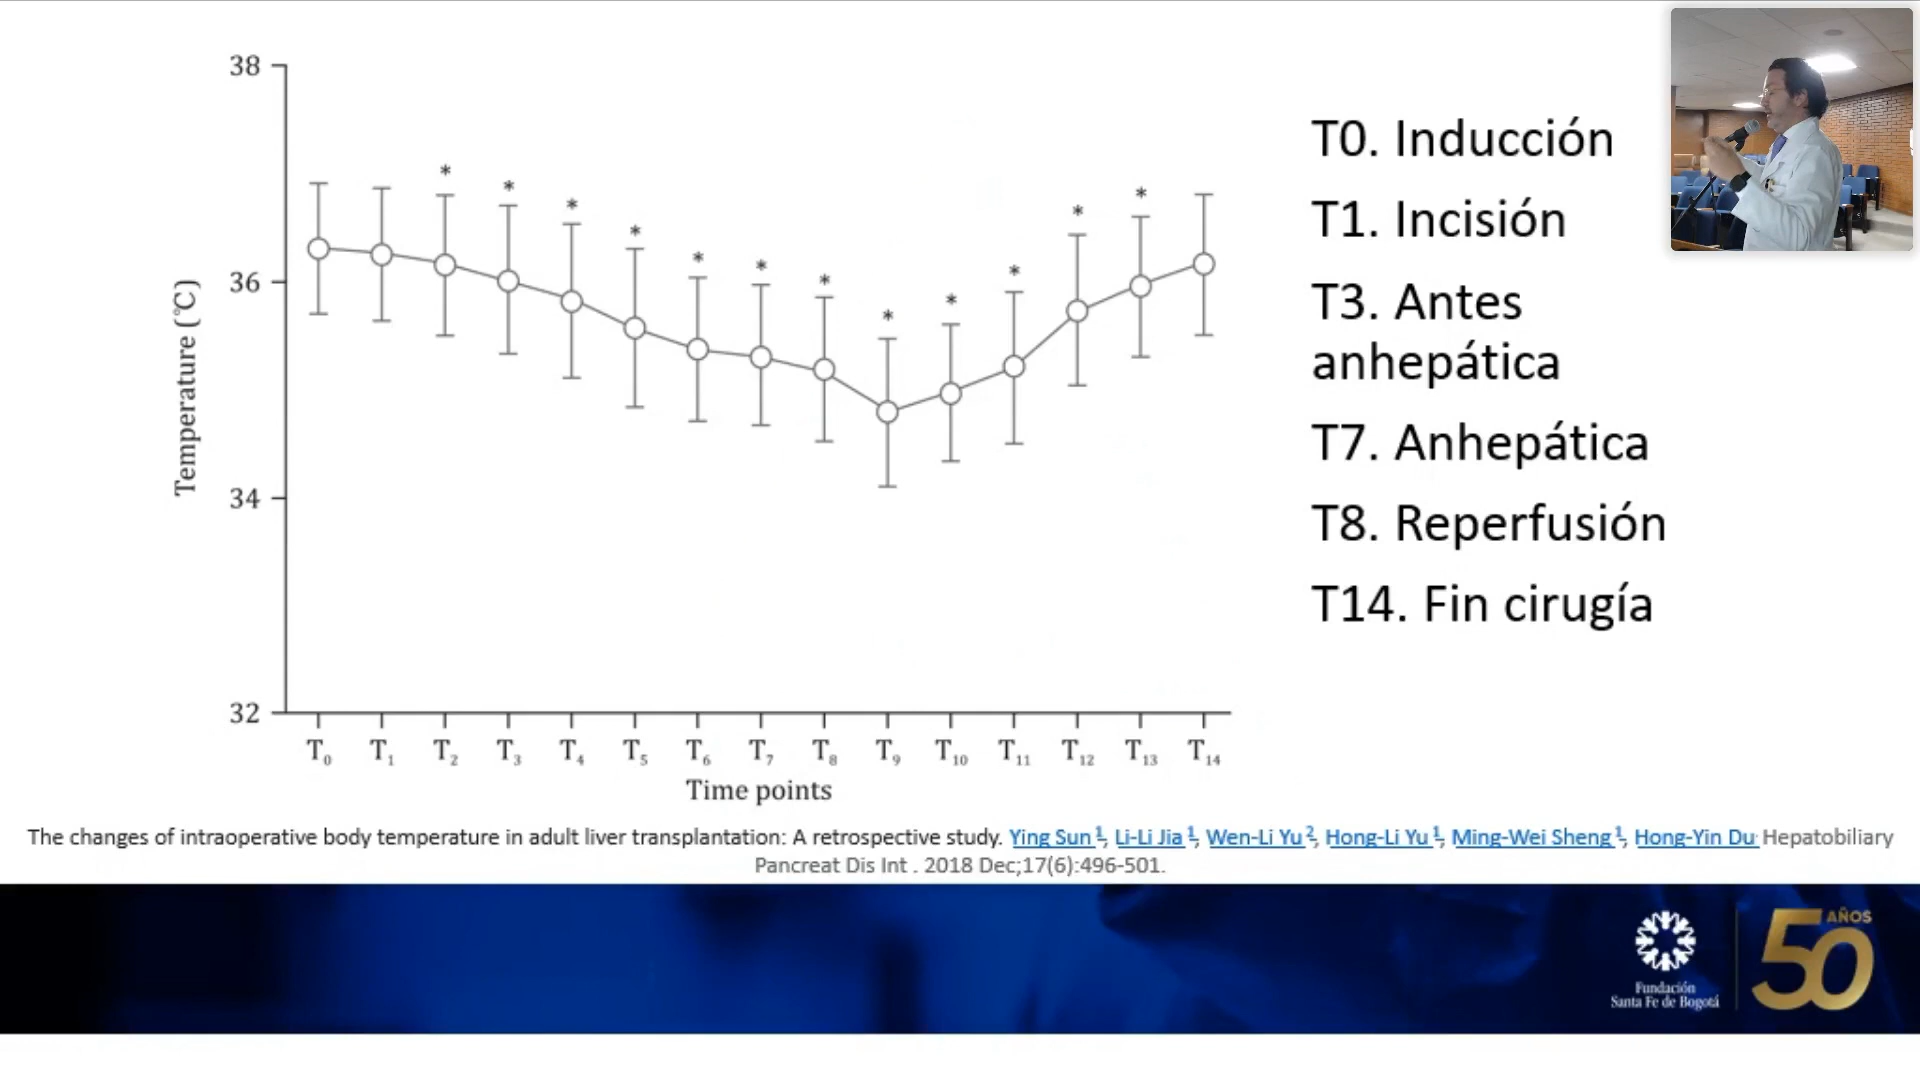 38
36
34
32
Temperature (℃)
* * * * * * * * * * * *
T₀ T₁ T₂ T₃ T₄ T₅ T₆ T₇ T₈ T₉ T₁₀ T₁₁ T₁₂ T₁₃ T₁₄
Time points
T0. Inducción
T1. Incisión
T3. Antes
anhepática
T7. Anhepática
T8. Reperfusión
T14. Fin cirugía
The changes of intraoperative body temperature in adult liver transplantation: A retrospective study. Ying Sun ¹, Li-Li Jia ¹, Wen-Li Yu ², Hong-Li Yu ¹, Ming-Wei Sheng ¹, Hong-Yin Du Hepatobiliary
Pancreat Dis Int . 2018 Dec;17(6):496-501.
Fundación
Santa Fe de Bogotá
50 AÑOS